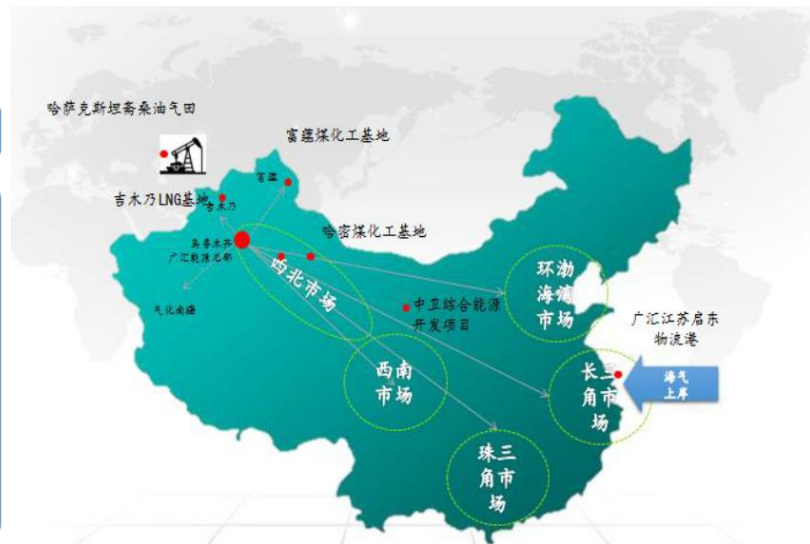 哈萨克斯坦斋桑油气田
富蕴煤化工基地
富蕴
吉木乃LNG基地
吉木乃
哈密煤化工基地
乌鲁木齐
广汇能源总部
西北市场
气化南疆
中卫综合能源
开发项目
环渤
海湾
市场
广汇江苏启东
物流港
西南
市场
长三
角市
场
海气
上岸
珠三
角市
场